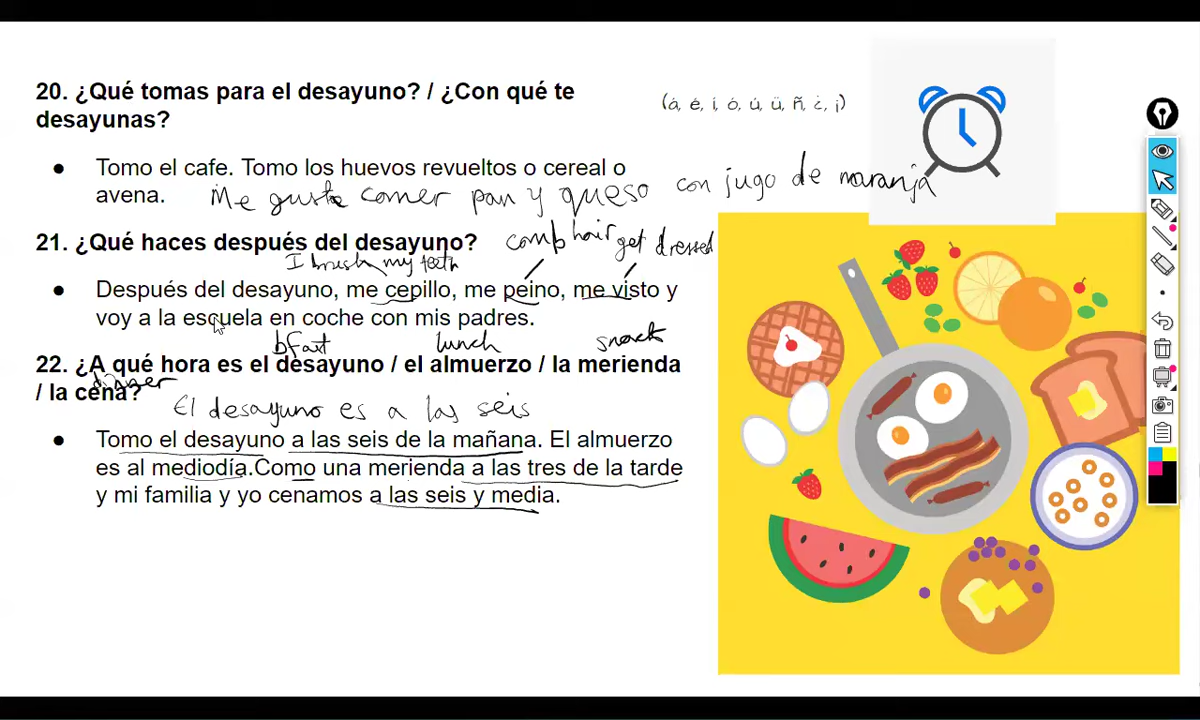 20. ¿Qué tomas para el desayuno? / ¿Con qué te
desayunas?
(á, é, í, ó, ú, ü, ñ, ¿, ¡)
● Tomo el cafe. Tomo los huevos revueltos o cereal o
avena.
Me gusta comer pan y queso con jugo de naranja
21. ¿Qué haces después del desayuno?
comb hair get dressed
I brush my teeth
● Después del desayuno, me cepillo, me peino, me visto y
voy a la escuela en coche con mis padres.
bfast lunch snack
22. ¿A qué hora es el desayuno / el almuerzo / la merienda
dinner
/ la cena?
El desayuno es a las seis
● Tomo el desayuno a las seis de la mañana. El almuerzo
es al mediodía.Como una merienda a las tres de la tarde
y mi familia y yo cenamos a las seis y media.